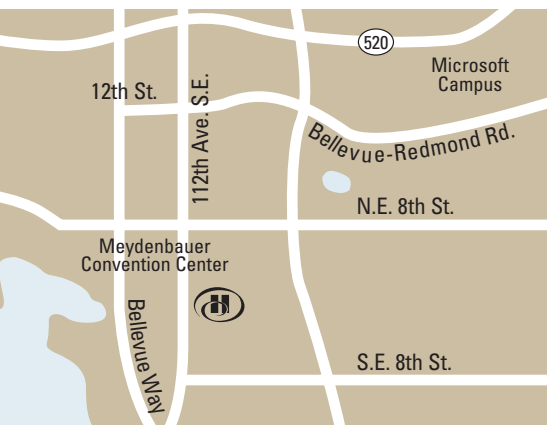 520
Microsoft
Campus
12th St.
112th Ave. S.E.
Bellevue-Redmond Rd.
N.E. 8th St.
Meydenbauer
Convention Center
H
Bellevue Way
S.E. 8th St.